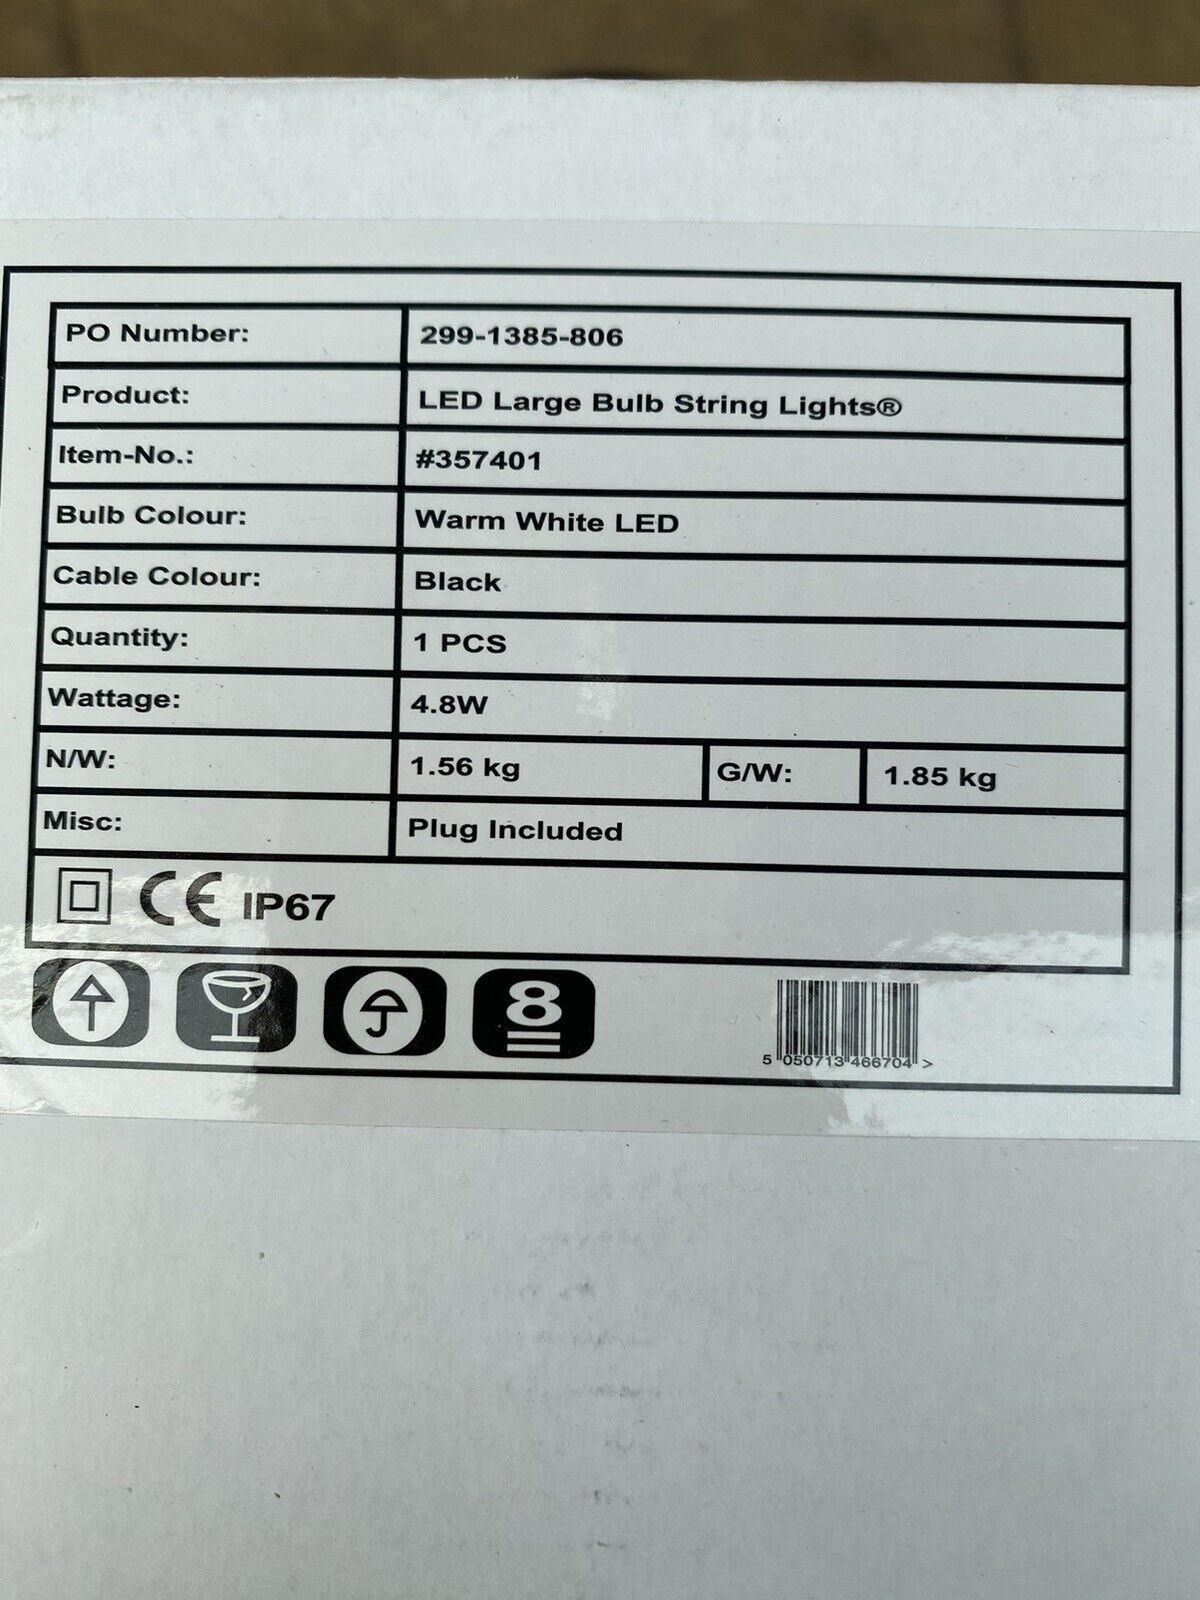 PO Number: 299-1385-806
Product: LED Large Bulb String Lights®
Item-No.: #357401
Bulb Colour: Warm White LED
Cable Colour: Black
Quantity: 1 PCS
Wattage: 4.8W
N/W: 1.56 kg G/W: 1.85 kg
Misc: Plug Included
CE IP67
8
5 050713 466704 >